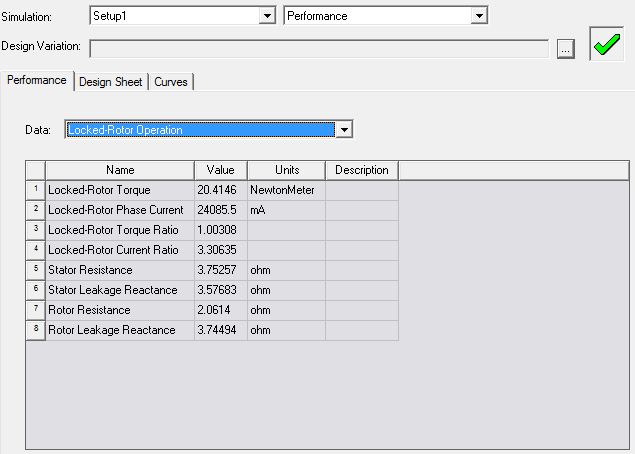 Simulation: Setup1 Performance
Design Variation: ...
Performance Design Sheet Curves
Data: Locked-Rotor Operation
Name Value Units Description
1 Locked-Rotor Torque 20.4146 NewtonMeter
2 Locked-Rotor Phase Current 24085.5 mA
3 Locked-Rotor Torque Ratio 1.00308
4 Locked-Rotor Current Ratio 3.30635
5 Stator Resistance 3.75257 ohm
6 Stator Leakage Reactance 3.57683 ohm
7 Rotor Resistance 2.0614 ohm
8 Rotor Leakage Reactance 3.74494 ohm